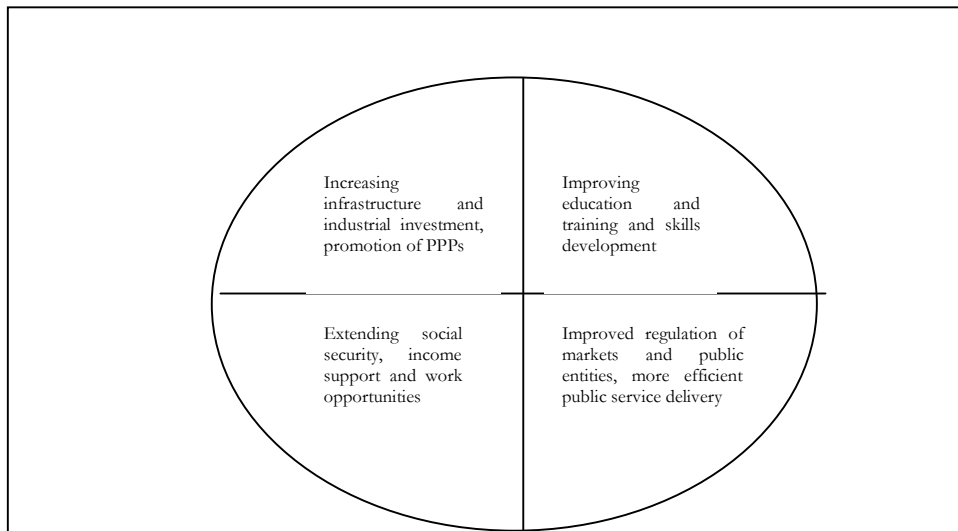 Increasing
infrastructure and
industrial investment,
promotion of PPPs
Improving
education and
training and skills
development
Extending social
security, income
support and work
opportunities
Improved regulation of
markets and public
entities, more efficient
public service delivery